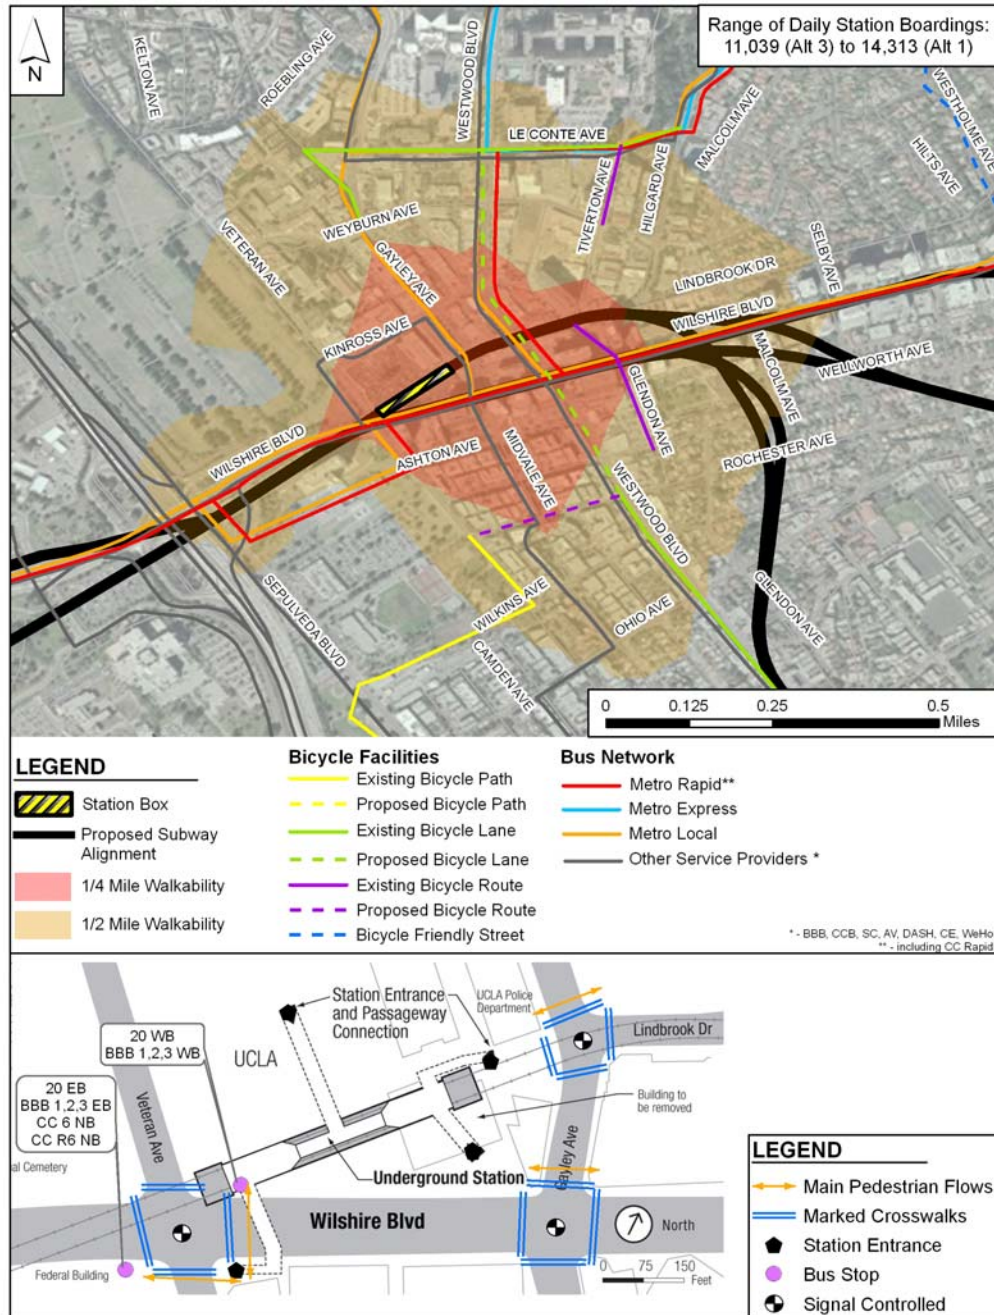 N
Range of Daily Station Boardings:
11,039 (Alt 3) to 14,313 (Alt 1)
KELTON AVE
ROEBLING AVE
WESTWOOD BLVD
LE CONTE AVE
MALCOLM AVE
WESTHOLME AVE
HILTS AVE
TIVERTON AVE
HILGARD AVE
WEYBURN AVE
VETERAN AVE
GAYLEY AVE
SELBY AVE
LINDBROOK DR
WILSHIRE BLVD
KINROSS AVE
MALCOLM AVE
WELLWORTH AVE
GLENDON AVE
WILSHIRE BLVD
ASHTON AVE
MIDVALE AVE
ROCHESTER AVE
WESTWOOD BLVD
SEPULVEDA BLVD
WILKINS AVE
OHIO AVE
GLENDON AVE
CAMDEN AVE
0 0.125 0.25 0.5
Miles
LEGEND
Station Box
Proposed Subway
Alignment
1/4 Mile Walkability
1/2 Mile Walkability
Bicycle Facilities
Existing Bicycle Path
Proposed Bicycle Path
Existing Bicycle Lane
Proposed Bicycle Lane
Existing Bicycle Route
Proposed Bicycle Route
Bicycle Friendly Street
Bus Network
Metro Rapid**
Metro Express
Metro Local
Other Service Providers *
* - BBB, CCB, SC, AV, DASH, CE, WeHo
** - including CC Rapid
Station Entrance
and Passageway
Connection
UCLA Police
Department
Lindbrook Dr
20 WB
BBB 1,2,3 WB
UCLA
20 EB
BBB 1,2,3 EB
CC 6 NB
CC R6 NB
Veteran Ave
Building to
be removed
al Cemetery
Underground Station
Gayley Ave
Wilshire Blvd
North
Federal Building
0 75 150
Feet
LEGEND
Main Pedestrian Flows
Marked Crosswalks
Station Entrance
Bus Stop
Signal Controlled